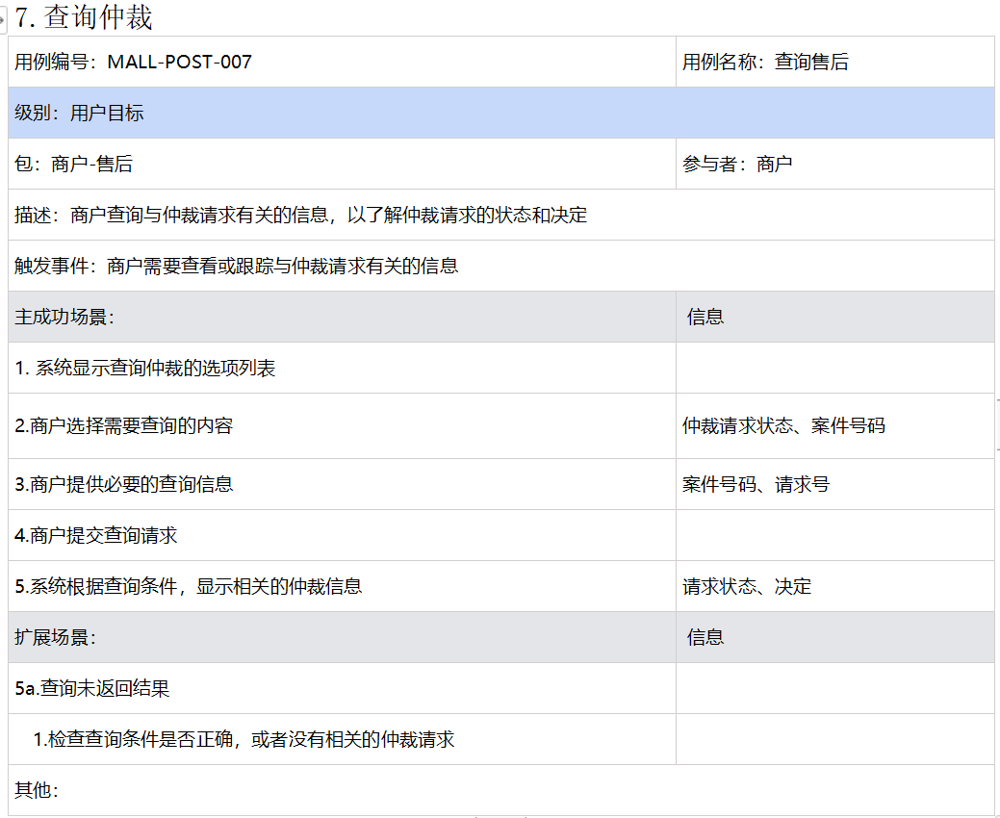 7. 查询仲裁
用例编号：MALL-POST-007 用例名称：查询售后
级别：用户目标
包：商户-售后 参与者：商户
描述：商户查询与仲裁请求有关的信息，以了解仲裁请求的状态和决定
触发事件：商户需要查看或跟踪与仲裁请求有关的信息
主成功场景： 信息
1. 系统显示查询仲裁的选项列表
2.商户选择需要查询的内容 仲裁请求状态、案件号码
3.商户提供必要的查询信息 案件号码、请求号
4.商户提交查询请求
5.系统根据查询条件，显示相关的仲裁信息 请求状态、决定
扩展场景： 信息
5a.查询未返回结果
1.检查查询条件是否正确，或者没有相关的仲裁请求
其他：